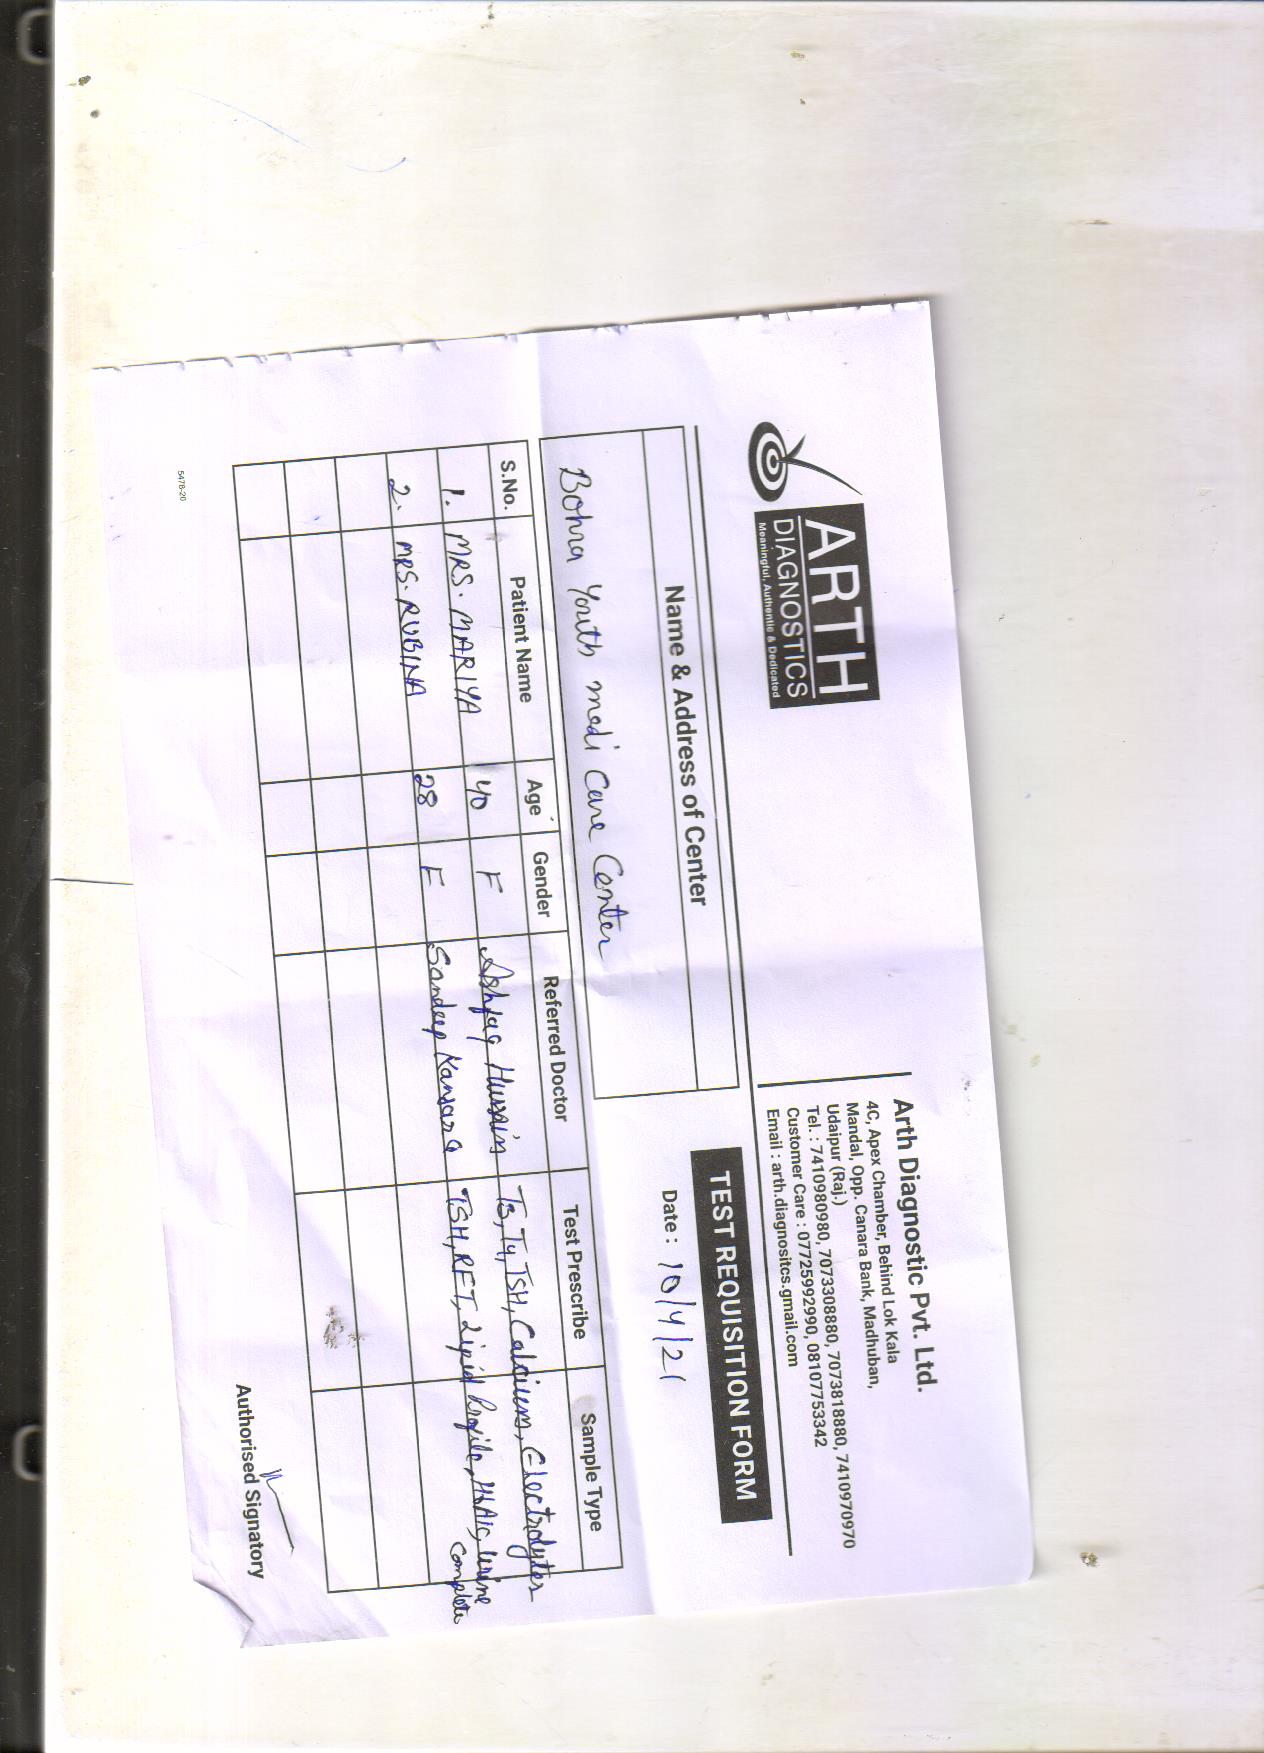 ARTH
DIAGNOSTICS
Meaningful, Authentic & Dedicated
Arth Diagnostic Pvt. Ltd.
4C, Apex Chamber, Behind Lok Kala
Mandal, Opp. Canara Bank, Madhuban,
Udaipur (Raj.)
Tel. : 7410980980, 7073308880, 7073818880, 7410970970
Customer Care : 07725992990, 08107753342
Email : arth.diagnositcs.gmail.com
Name & Address of Center
TEST REQUISITION FORM
Bohra Youth medi Care Center
Date : 10/4/21
S.No. Patient Name Age Gender Referred Doctor Test Prescribe Sample Type
1. MRS. MARIYA 40 F Ashfaq Hussain T3, T4, TSH, Calcium, Electrolytes
2. MRS. RUBINA 28 F Sandeep Kansara TSH, RFT, Lipid Profile, HbA1c, Urine
complete
Authorised Signatory
5478-20